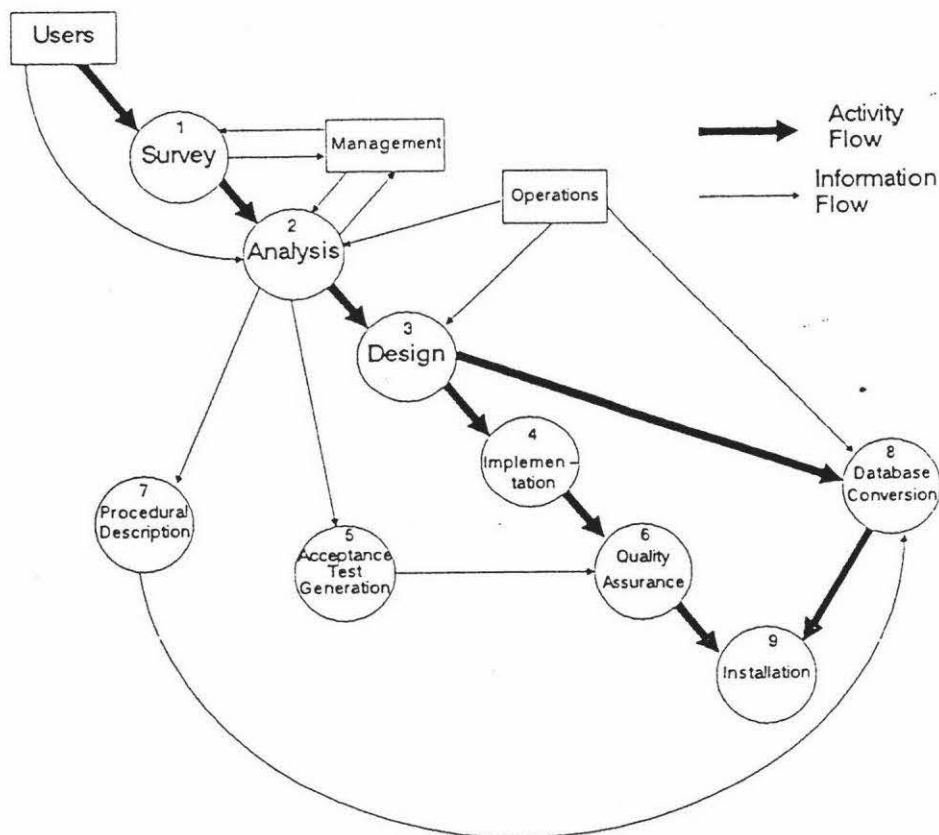 Users
1
Survey
Management
Activity
Flow
Information
Flow
Operations
2
Analysis
3
Design
4
Implemen-
tation
8
Database
Conversion
7
Procedural
Description
5
Acceptance
Test
Generation
6
Quality
Assurance
9
Installation